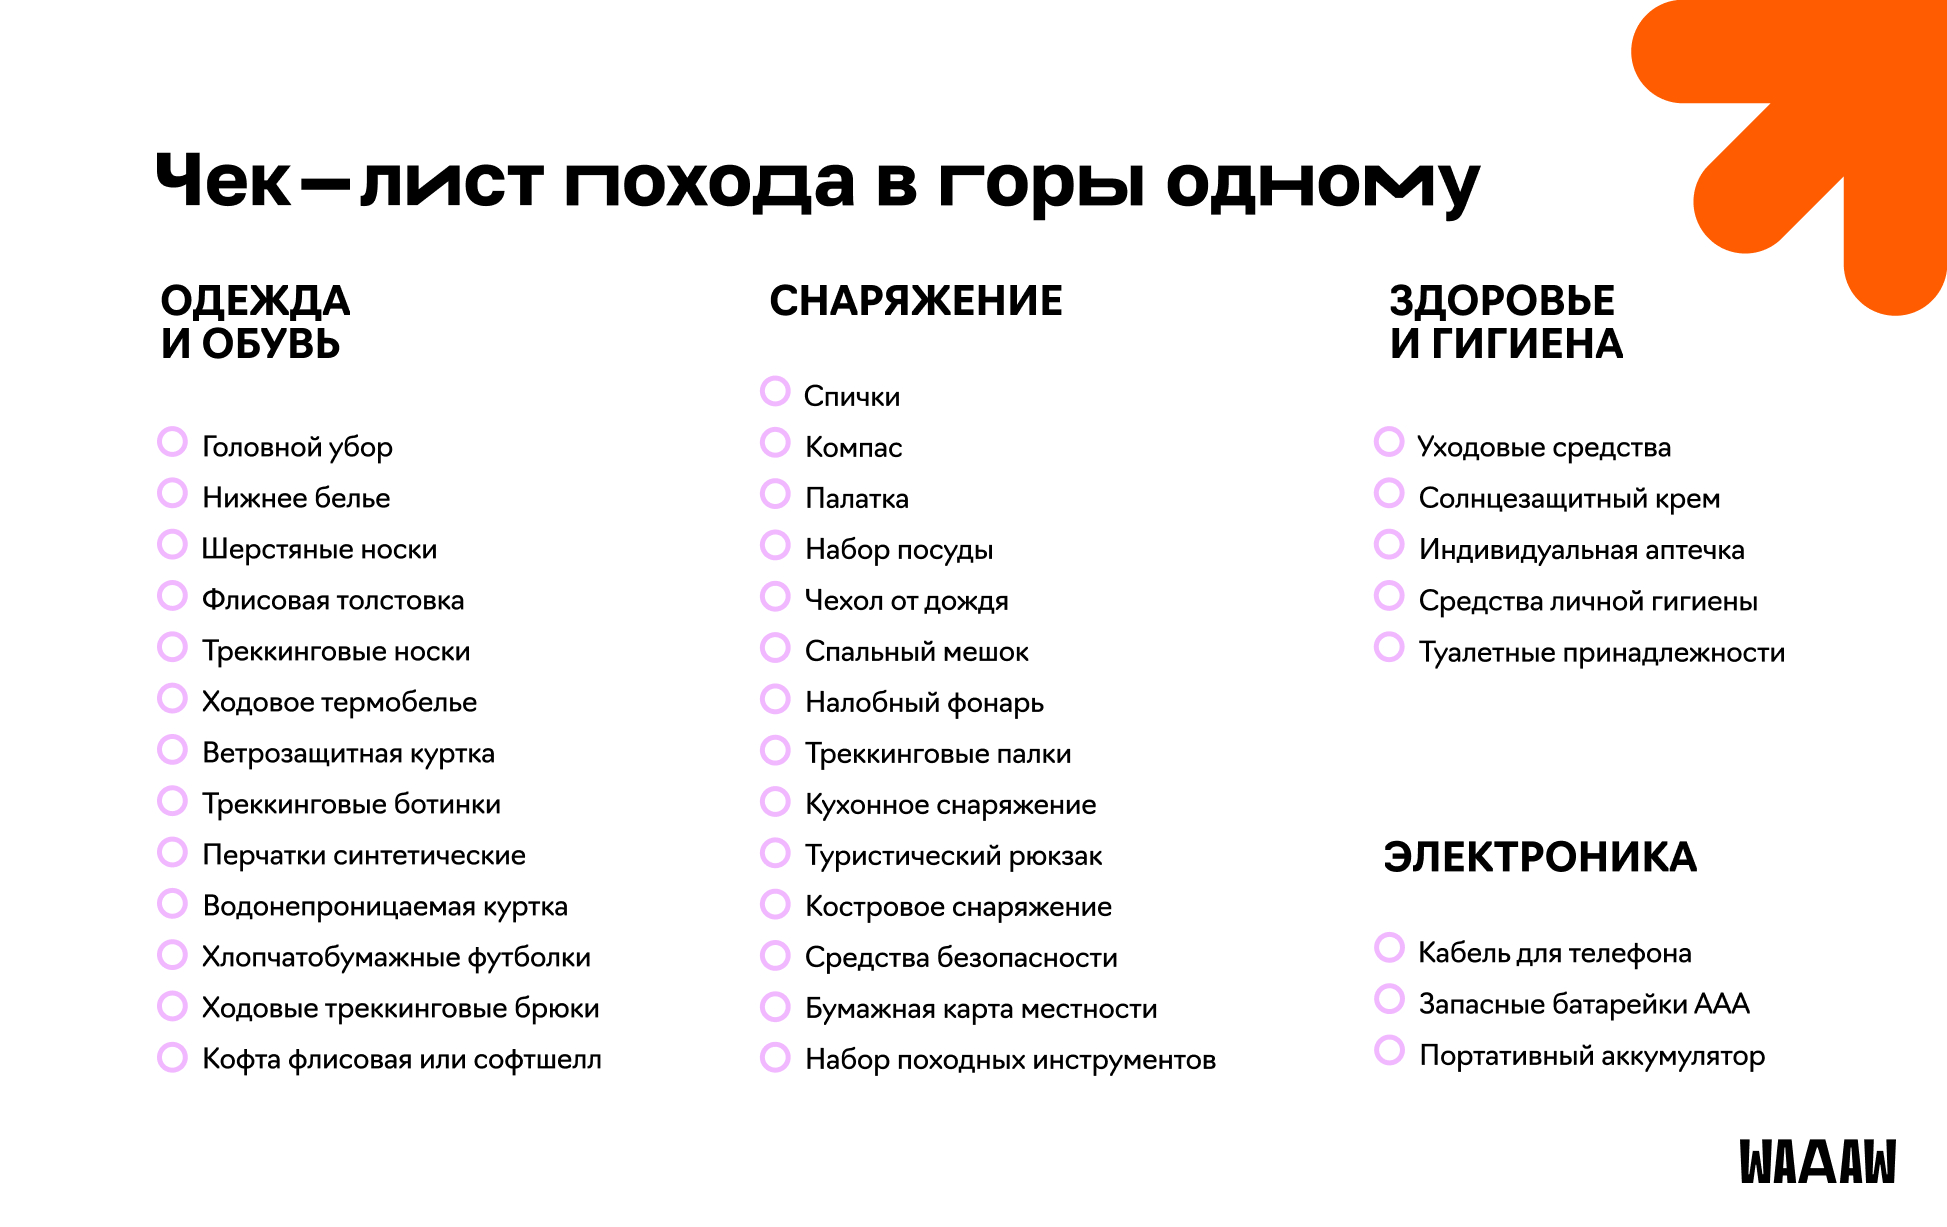 Чек–лист похода в горы одному
ОДЕЖДА
И ОБУВЬ
Головной убор
Нижнее белье
Шерстяные носки
Флисовая толстовка
Треккинговые носки
Ходовое термобелье
Ветрозащитная куртка
Треккинговые ботинки
Перчатки синтетические
Водонепроницаемая куртка
Хлопчатобумажные футболки
Ходовые треккинговые брюки
Кофта флисовая или софтшелл
СНАРЯЖЕНИЕ
Спички
Компас
Палатка
Набор посуды
Чехол от дождя
Спальный мешок
Налобный фонарь
Треккинговые палки
Кухонное снаряжение
Туристический рюкзак
Костровое снаряжение
Средства безопасности
Бумажная карта местности
Набор походных инструментов
ЗДОРОВЬЕ
И ГИГИЕНА
Уходовые средства
Солнцезащитный крем
Индивидуальная аптечка
Средства личной гигиены
Туалетные принадлежности
ЭЛЕКТРОНИКА
Кабель для телефона
Запасные батарейки ААА
Портативный аккумулятор
WAAAW